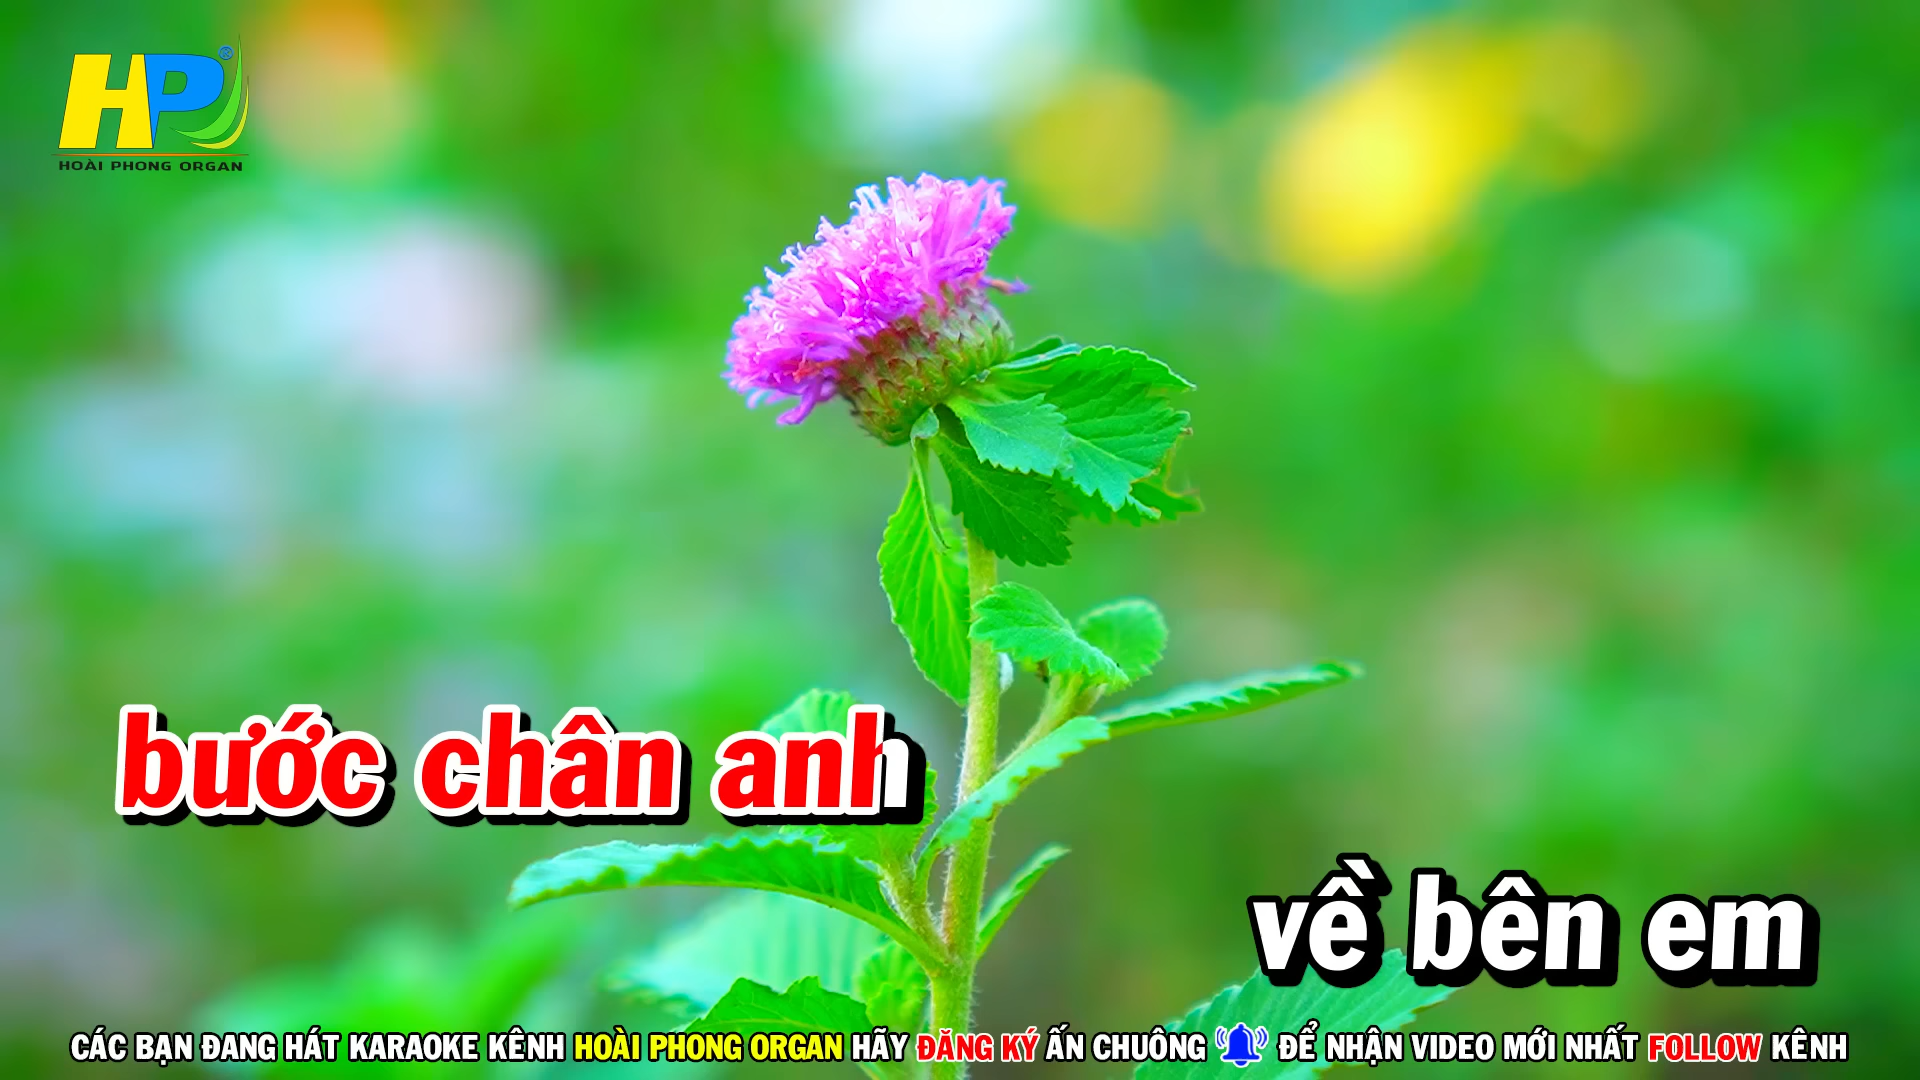 HP®
HOÀI PHONG ORGAN
bước chân anh
về bên em
CÁC BẠN ĐANG HÁT KARAOKE KÊNH HOÀI PHONG ORGAN HÃY ĐĂNG KÝ ẤN CHUÔNG ĐỂ NHẬN VIDEO MỚI NHẤT FOLLOW KÊNH